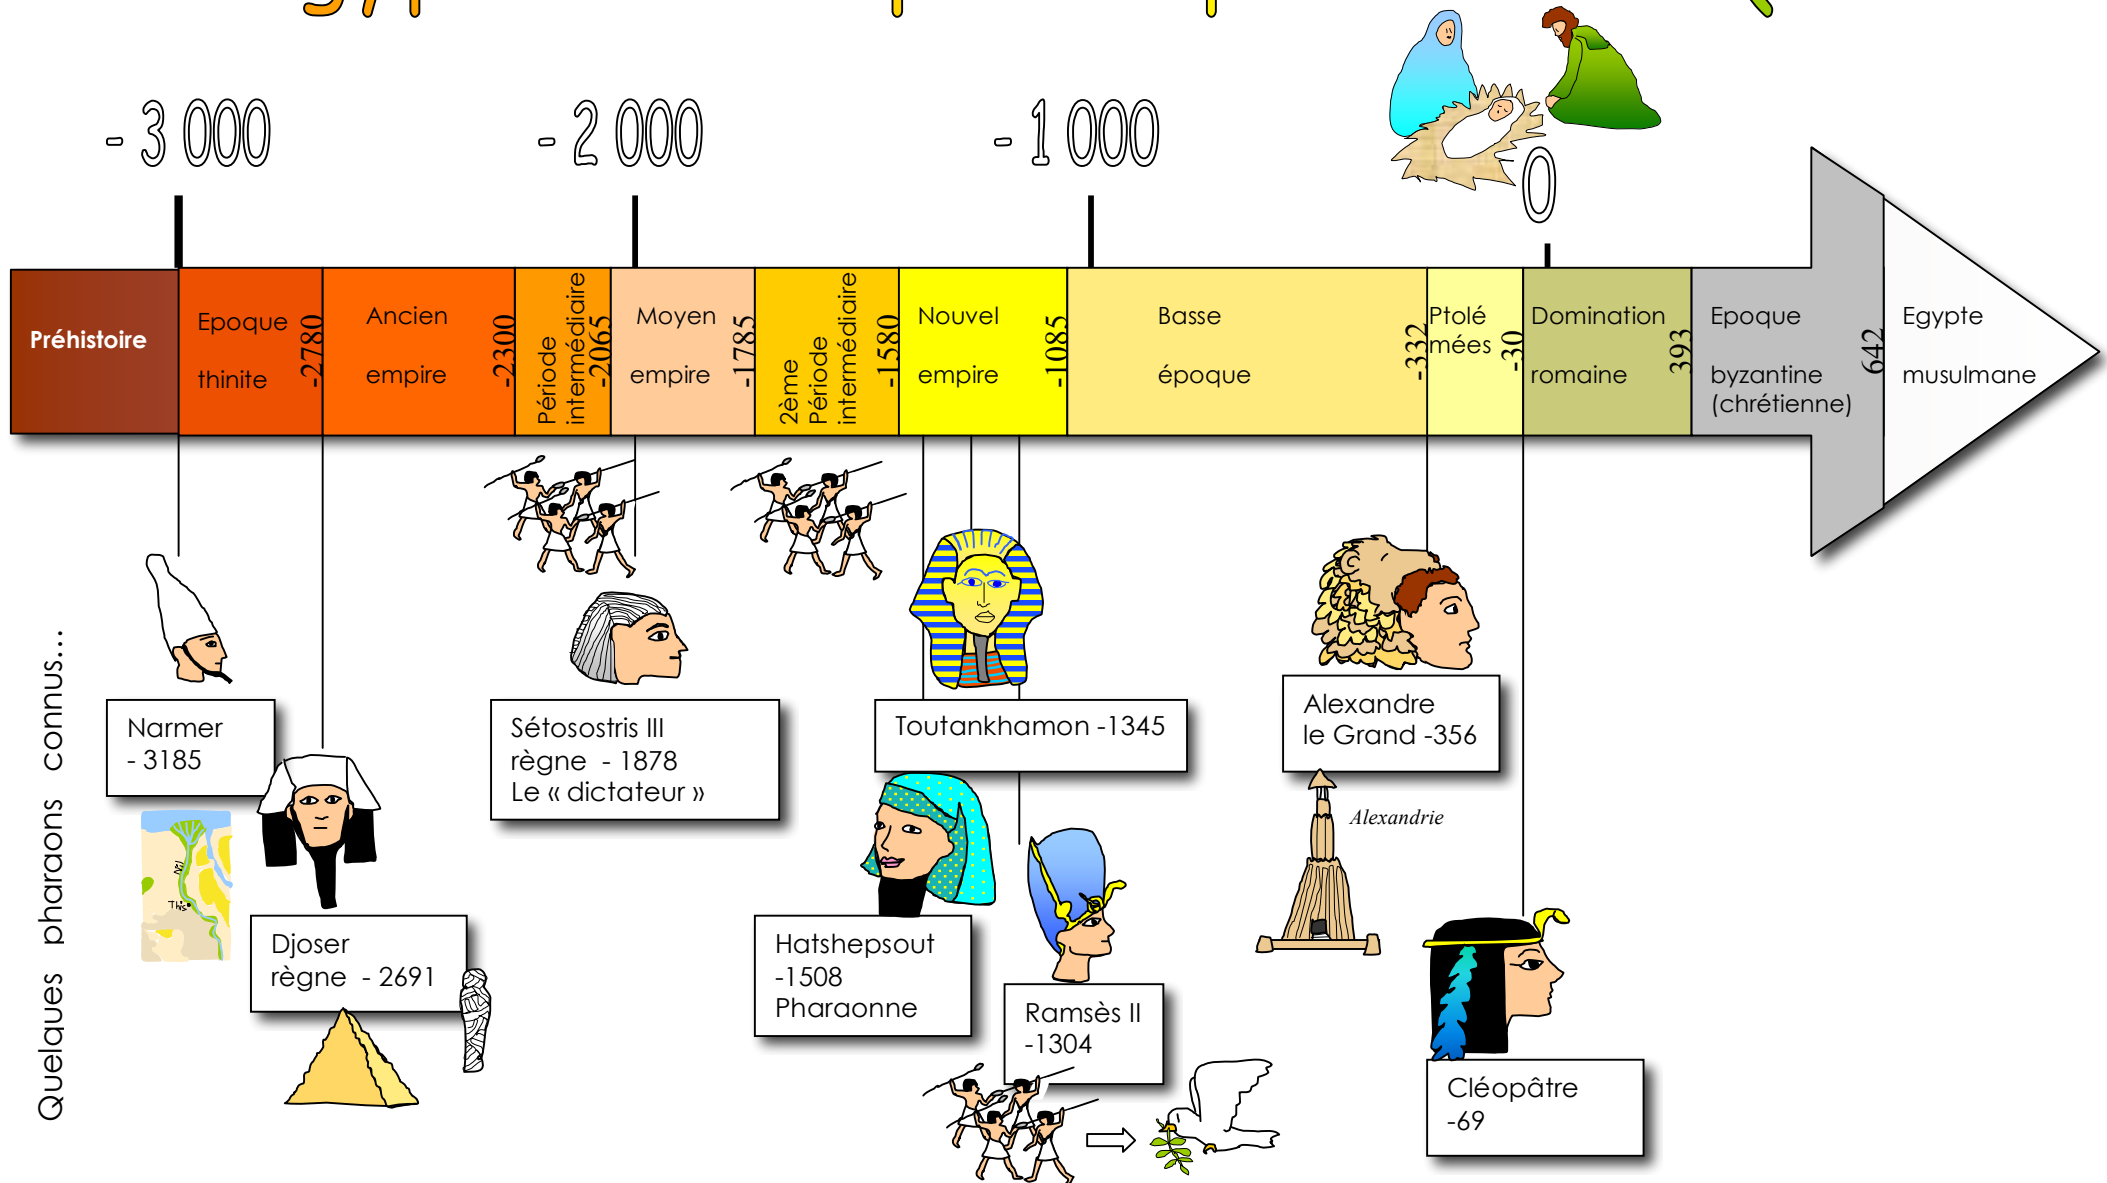 - 3 000
- 2 000
- 1 000
0
Préhistoire
Epoque
thinite
-2780
Ancien
empire
-2300
Période
intermédiaire
-2065
Moyen
empire
-1785
2ème
Période
intermédiaire
-1580
Nouvel
empire
-1085
Basse
époque
-332
Ptolé
mées
-30
Domination
romaine
393
Epoque
byzantine
(chrétienne)
642
Egypte
musulmane
Quelques pharaons connus...
Narmer
- 3185
Nil
This
Djoser
règne - 2691
Sétosostris III
règne - 1878
Le « dictateur »
Toutankhamon -1345
Hatshepsout
-1508
Pharaonne
Ramsès II
-1304
Alexandre
le Grand -356
Alexandrie
Cléopâtre
-69